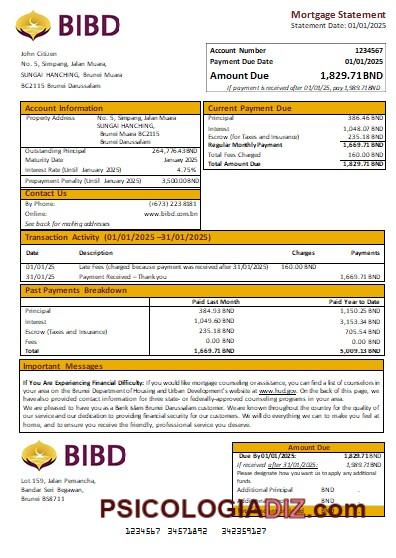 BIBD
Mortgage Statement
Statement Date: 01/01/2025
John Citizen
No. 5, Simpang, Jalan Muara,
SUNGAI HANCHING, Brunei Muara
BC2115 Brunei Darussalam
Account Number 1234567
Payment Due Date 01/01/2025
Amount Due 1,829.71BND
If payment is received after 01/01/25, pay 1,989.71BND
Account Information
Property Address No. 5, Simpang, Jalan Muara
SUNGAI HANCHING,
Brunei Muara BC2115
Brunei Darussalam
Outstanding Principal 264,776.43BND
Maturity Date January 2025
Interest Rate (Until January 2025) 4.75%
Prepayment Penalty (Until January 2025) 3,500.00BND
Contact Us
By Phone: (+673) 223 8181
Online: www.bibd.com.bn
See back for mailing addresses
Current Payment Due
Principal 386.46 BND
Interest 1,048.07 BND
Escrow (for Taxes and Insurance) 235.18 BND
Regular Monthly Payment 1,669.71 BND
Total Fees Charged 160.00 BND
Total Amount Due 1,829.71 BND
Transaction Activity (01/01/2025 –31/01/2025)
Date Description Charges Payments
01/01/25 Late Fees (charged because payment was received after 31/01/2025) 160.00 BND
31/01/25 Payment Received – Thank you 1,669.71 BND
Past Payments Breakdown
Paid Last Month Paid Year to Date
Principal 384.93 BND 1,150.25 BND
Interest 1,049.60 BND 3,153.34 BND
Escrow (Taxes and Insurance) 235.18 BND 705.54 BND
Fees 0.00 BND 0.00 BND
Total 1,669.71 BND 5,009.13 BND
Important Messages
If You Are Experiencing Financial Difficulty: If you would like mortgage counseling or assistance, you can find a list of counselors in
your area on the Brunei Department of Housing and Urban Development's website at www.hud.gov. On the back of this page, we
have also provided contact information for three state- or federally-approved counseling programs in your area.
We are pleased to have you as a Bank Islam Brunei Darussalam customer. We are known throughout the country for the quality of
our service and our dedication to providing financial security for our customers. We will do everything we can to make you feel at
home, and to ensure you receive the friendly, professional service you deserve.
BIBD
Lot 159, Jalan Pemancha,
Bandar Seri Begawan,
Brunei BS8711
Amount Due
Due By 01/01/2025: 1,829.71BND
If received after 31/01/2025: 1,989.71BND
Please designate how you want us to apply any additional
funds.
Additional Principal BND
BND
PSICOLOGIADIZ.com
1234567 34571892 342359127